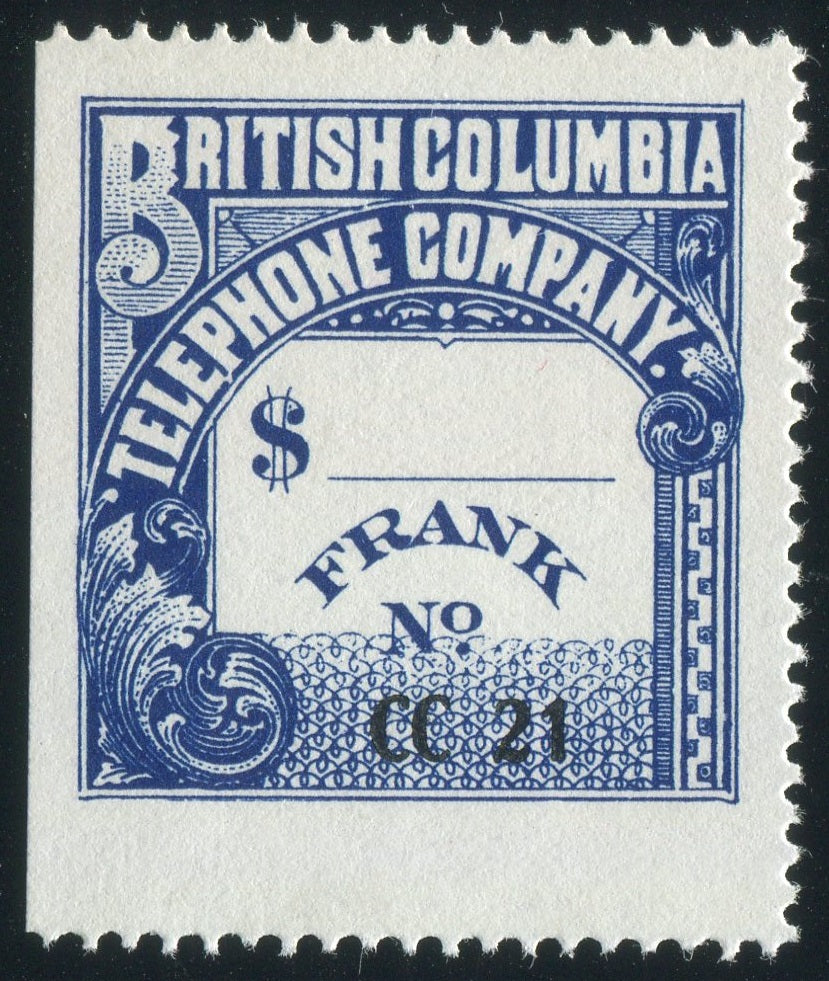 BRITISH COLUMBIA
TELEPHONE COMPANY.
$
FRANK
No.
CC 21